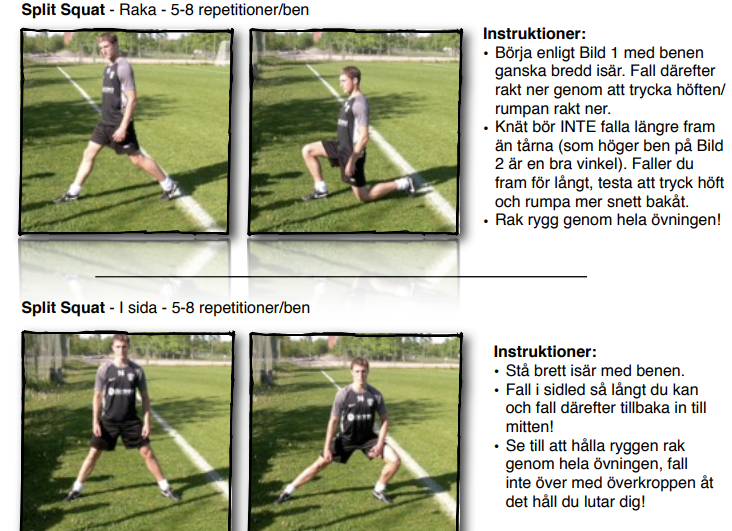 Split Squat - Raka - 5-8 repetitioner/ben
Instruktioner:
• Börja enligt Bild 1 med benen
ganska bredd isär. Fall därefter
rakt ner genom att trycka höften/
rumpan rakt ner.
• Knät bör INTE falla längre fram
än tårna (som höger ben på Bild
2 är en bra vinkel). Faller du
fram för långt, testa att tryck höft
och rumpa mer snett bakåt.
• Rak rygg genom hela övningen!
Split Squat - I sida - 5-8 repetitioner/ben
Instruktioner:
• Stå brett isär med benen.
• Fall i sidled så långt du kan
och fall därefter tillbaka in till
mitten!
• Se till att hålla ryggen rak
genom hela övningen, fall
inte över med överkroppen åt
det håll du lutar dig!